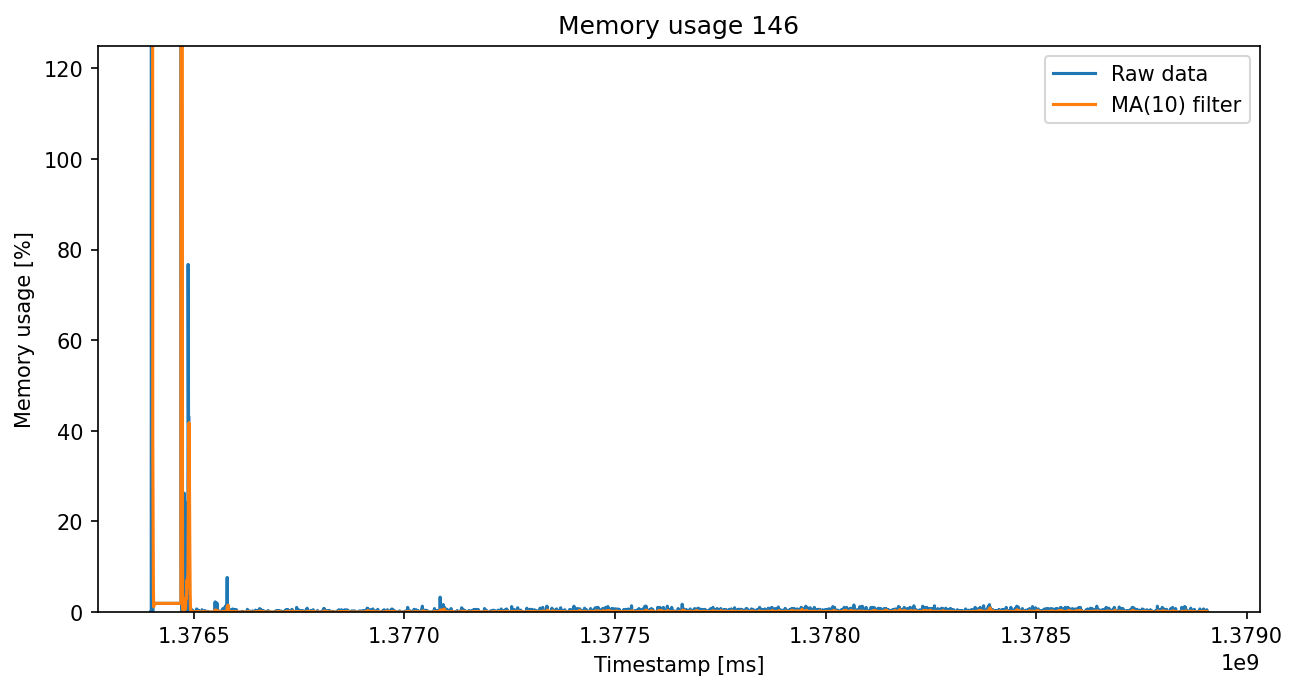 Memory usage 146
Raw data
MA(10) filter
Memory usage [%]
120
100
80
60
40
20
0
1.3765 1.3770 1.3775 1.3780 1.3785 1.3790
1e9
Timestamp [ms]